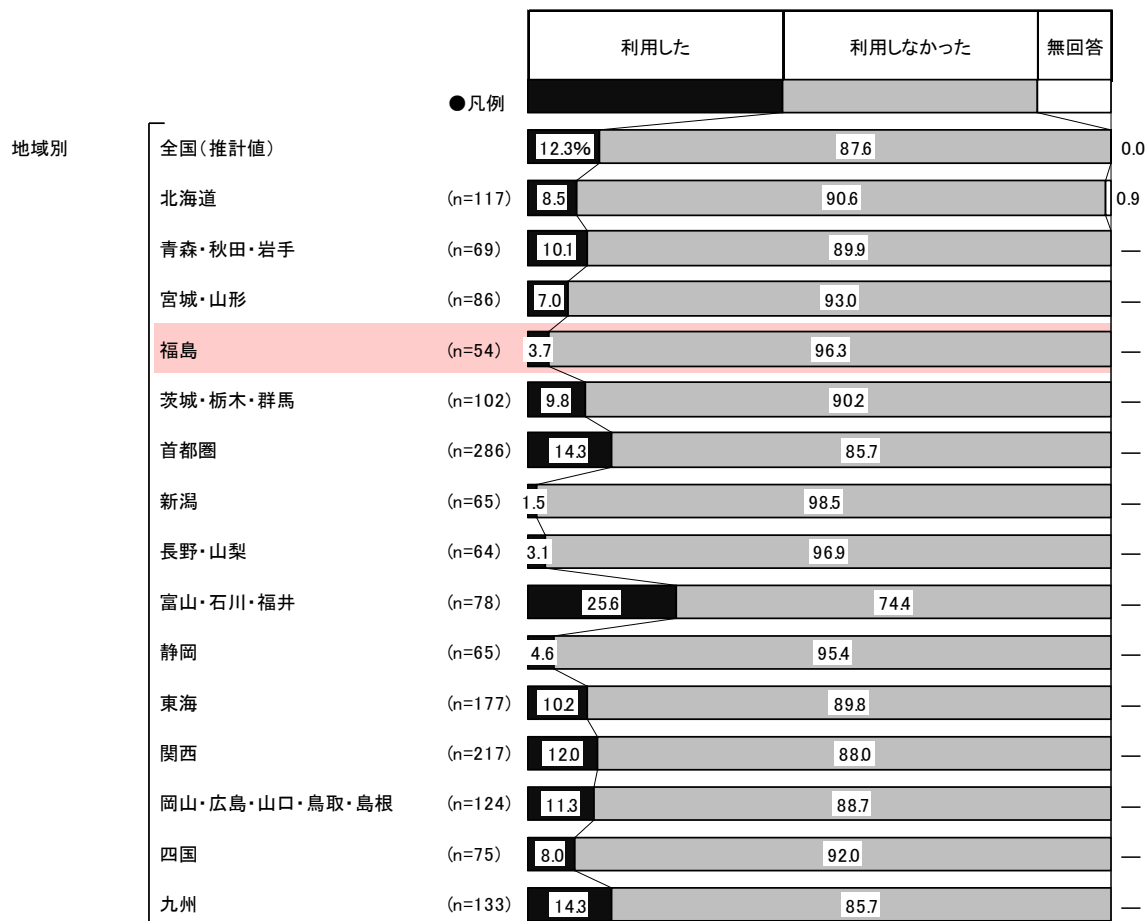 利用した 利用しなかった 無回答
●凡例
地域別
全国（推計値） 12.3% 87.6 0.0
北海道 (n=117) 8.5 90.6 0.9
青森・秋田・岩手 (n=69) 10.1 89.9 —
宮城・山形 (n=86) 7.0 93.0 —
福島 (n=54) 3.7 96.3 —
茨城・栃木・群馬 (n=102) 9.8 90.2 —
首都圏 (n=286) 14.3 85.7 —
新潟 (n=65) 1.5 98.5 —
長野・山梨 (n=64) 3.1 96.9 —
富山・石川・福井 (n=78) 25.6 74.4 —
静岡 (n=65) 4.6 95.4 —
東海 (n=177) 10.2 89.8 —
関西 (n=217) 12.0 88.0 —
岡山・広島・山口・鳥取・島根 (n=124) 11.3 88.7 —
四国 (n=75) 8.0 92.0 —
九州 (n=133) 14.3 85.7 —